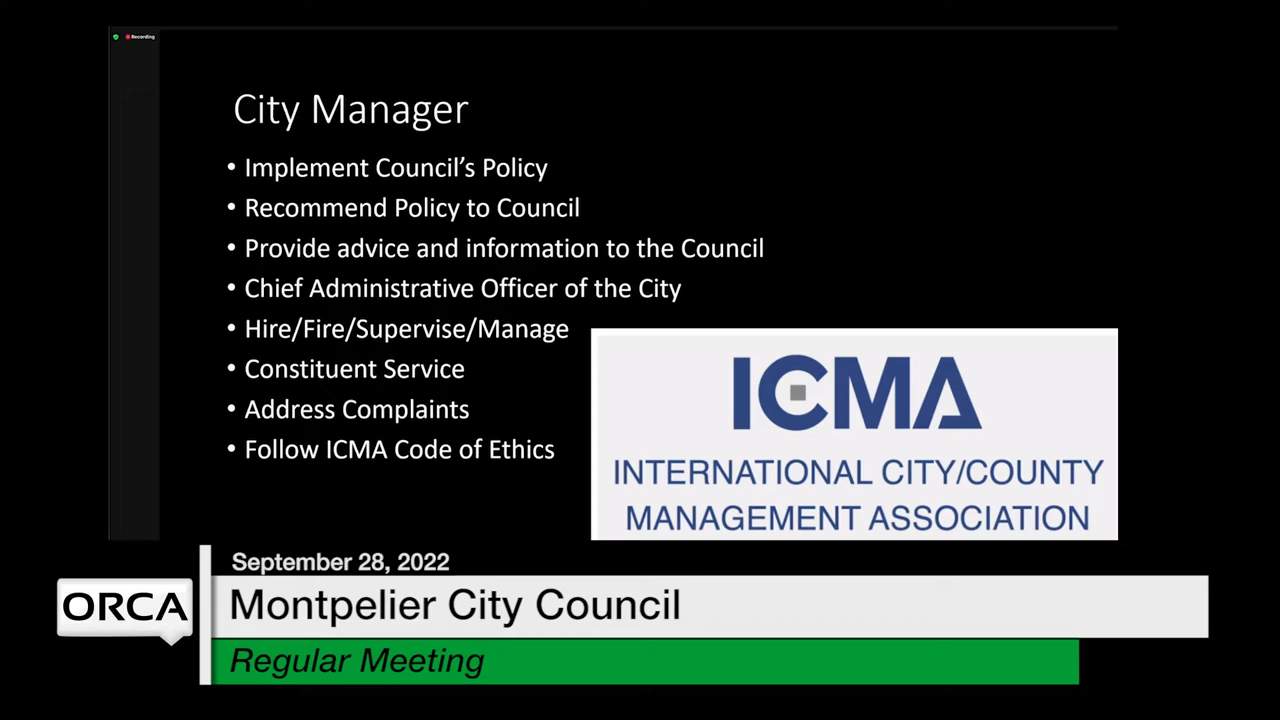 Recording
City Manager
• Implement Council's Policy
• Recommend Policy to Council
• Provide advice and information to the Council
• Chief Administrative Officer of the City
• Hire/Fire/Supervise/Manage
• Constituent Service
• Address Complaints
• Follow ICMA Code of Ethics
ICMA
INTERNATIONAL CITY/COUNTY
MANAGEMENT ASSOCIATION
September 28, 2022
ORCA
Montpelier City Council
Regular Meeting